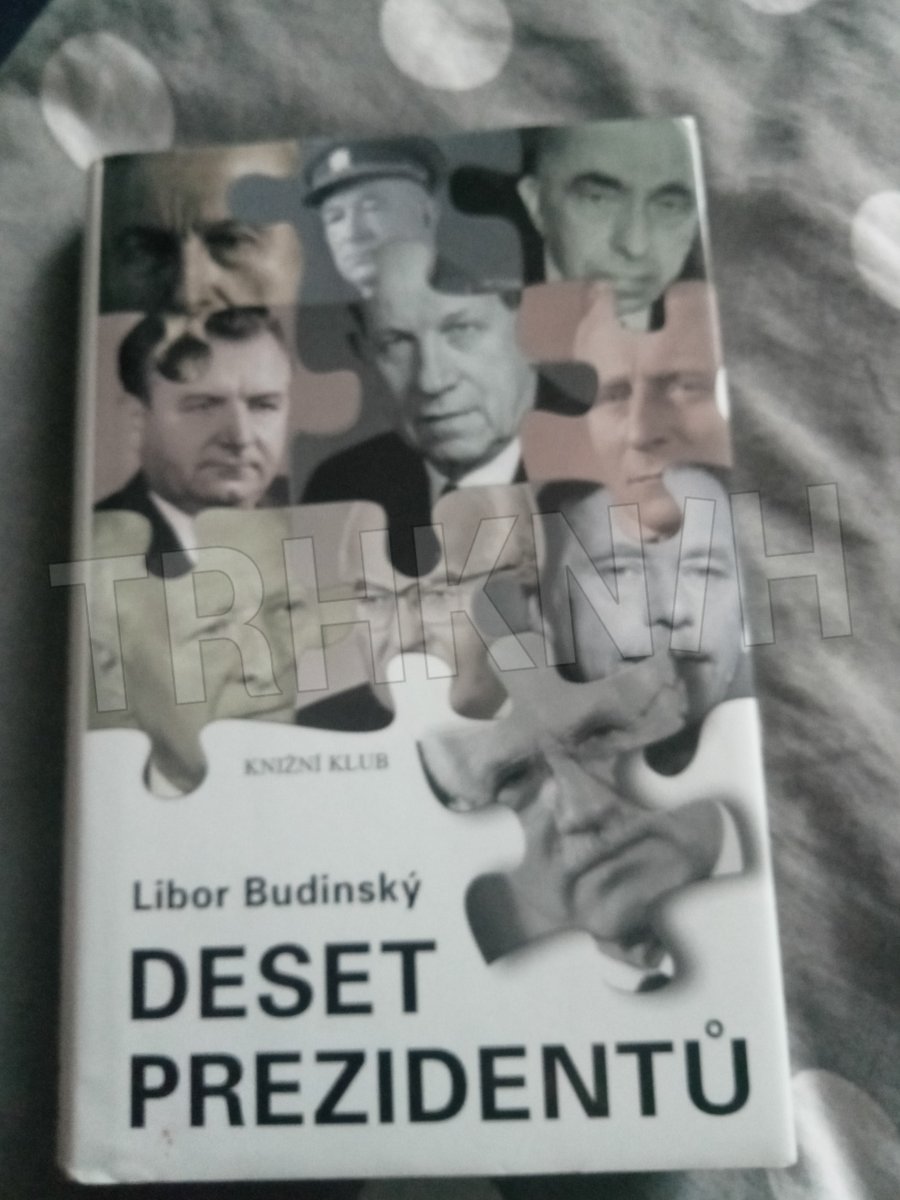 TRHKNIH
KNIŽNÍ KLUB
Libor Budinský
DESET
PREZIDENTŮ